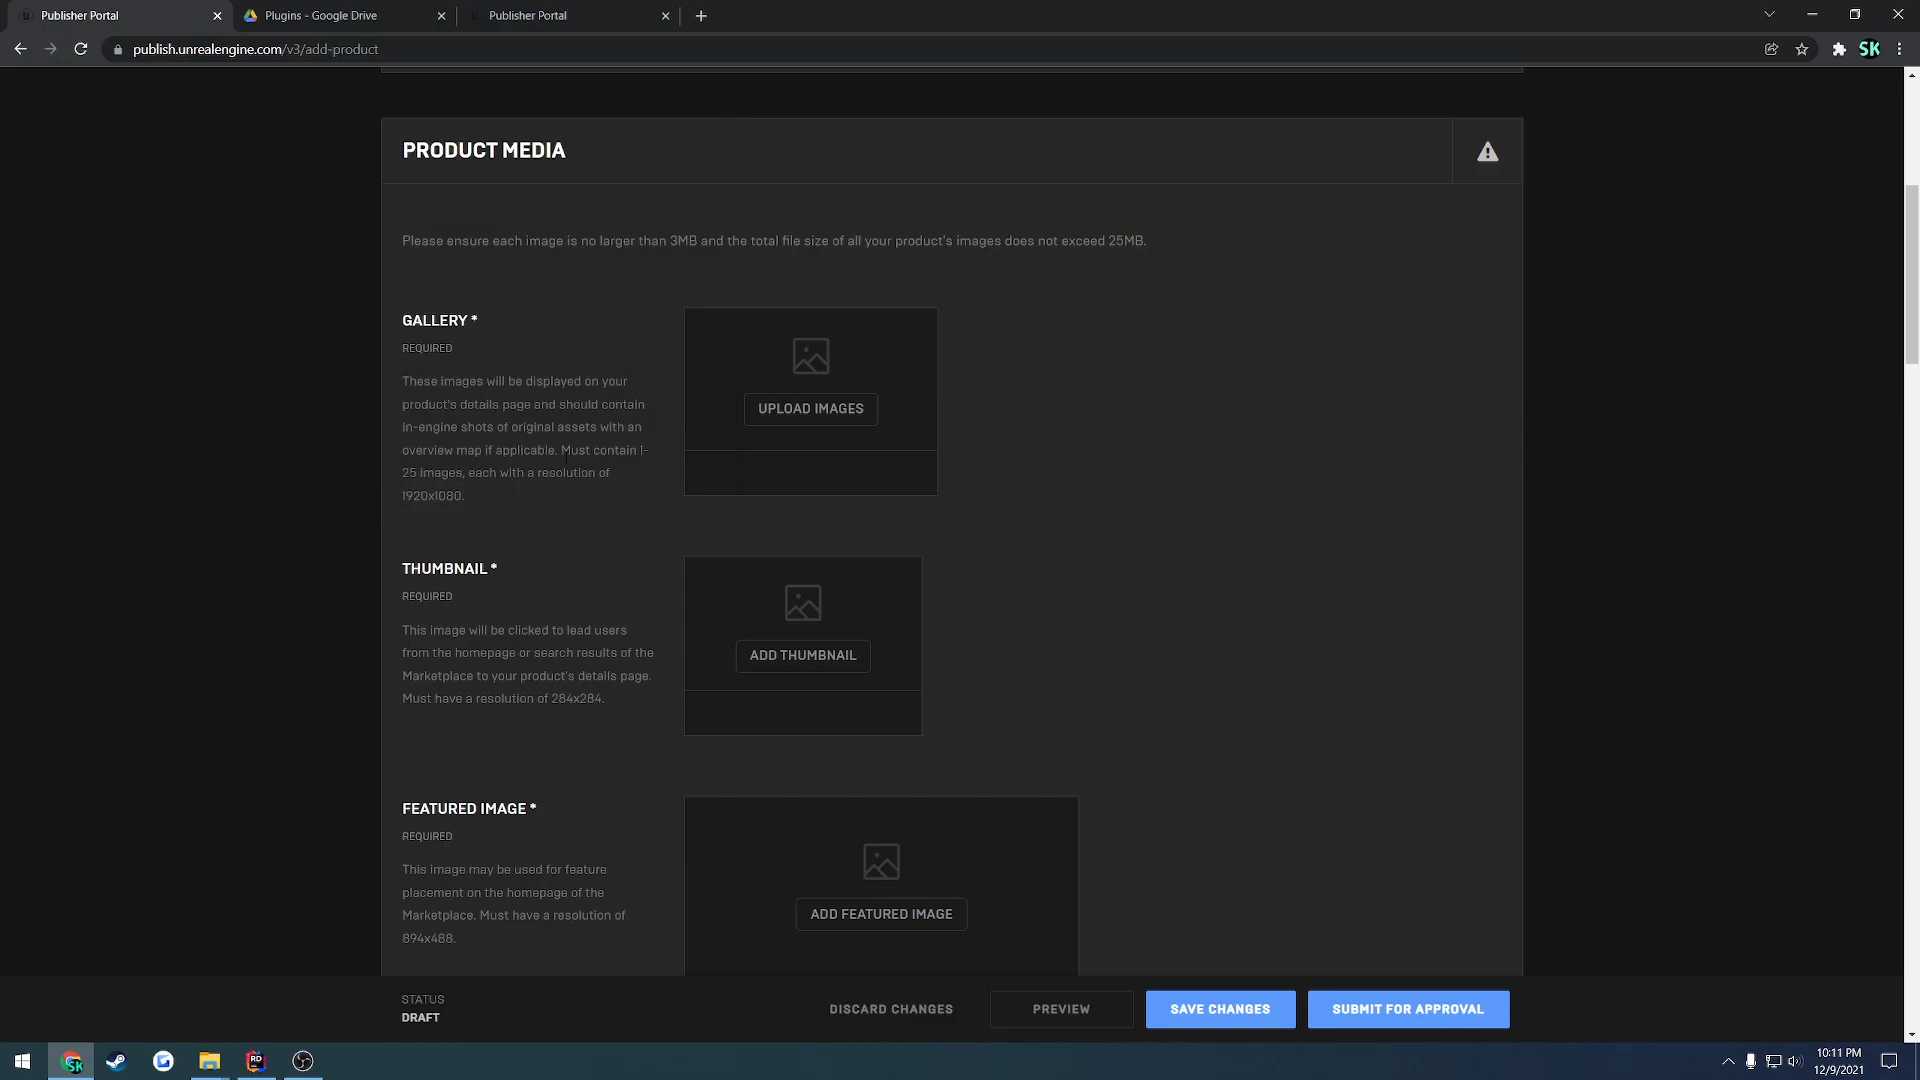 Publisher Portal
Plugins - Google Drive
Publisher Portal
publish.unrealengine.com/v3/add-product
SK
PRODUCT MEDIA
Please ensure each image is no larger than 3MB and the total file size of all your product's images does not exceed 25MB.
GALLERY *
REQUIRED
These images will be displayed on your
product's details page and should contain
in-engine shots of original assets with an
overview map if applicable. Must contain 1-
25 images, each with a resolution of
1920x1080.
UPLOAD IMAGES
THUMBNAIL *
REQUIRED
This image will be clicked to lead users
from the homepage or search results of the
Marketplace to your product's details page.
Must have a resolution of 284x284.
ADD THUMBNAIL
FEATURED IMAGE *
REQUIRED
This image may be used for feature
placement on the homepage of the
Marketplace. Must have a resolution of
894x488.
ADD FEATURED IMAGE
STATUS
DRAFT
DISCARD CHANGES
PREVIEW
SAVE CHANGES
SUBMIT FOR APPROVAL
SK
RD
10:11 PM
12/9/2021